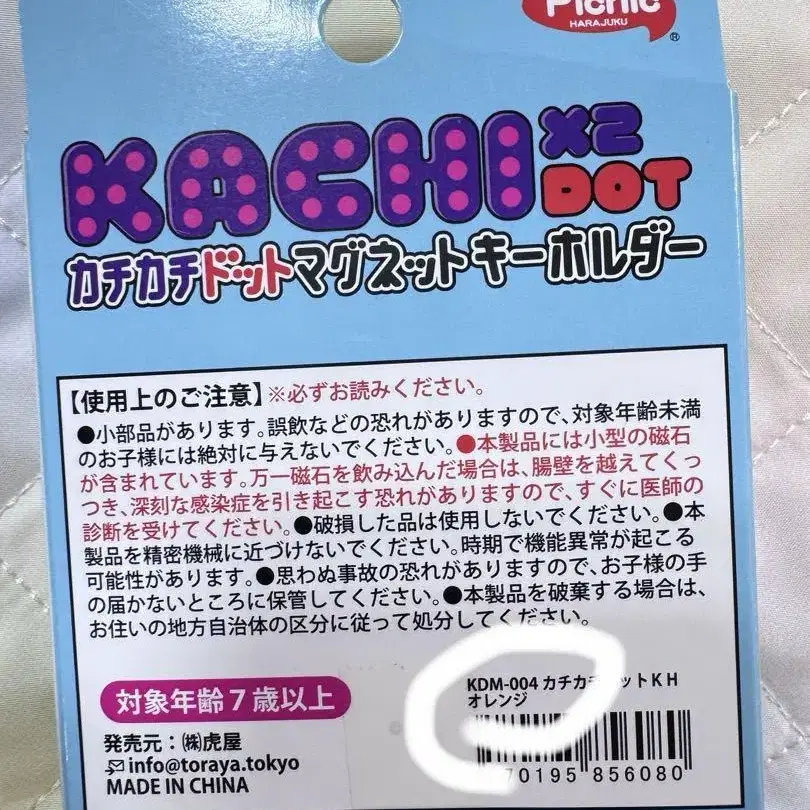 Picnic
HARAJUKU
®
KACHI X2
DOT
カチカチドットマグネットキーホルダー
【使用上のご注意】※必ずお読みください。
●小部品があります。誤飲などの恐れがありますので、対象年齢未満
のお子様には絶対に与えないでください。●本製品には小型の磁石
が含まれています。万一磁石を飲み込んだ場合は、腸壁を越えてくっ
つき、深刻な感染症を引き起こす恐れがありますので、すぐに医師の
診断を受けてください。●破損した品は使用しないでください。●本
製品を精密機械に近づけないでください。時期で機能異常が起こる
可能性があります。●思わぬ事故の恐れがありますので、お子様の手
の届かないところに保管してください。●本製品を破棄する場合は、
お住いの地方自治体の区分に従って処分してください。
対象年齢7歳以上
発売元：㈱虎屋
info@toraya.tokyo
MADE IN CHINA
KDM-004 カチカチ ットKH
オレンジ
70195 856080